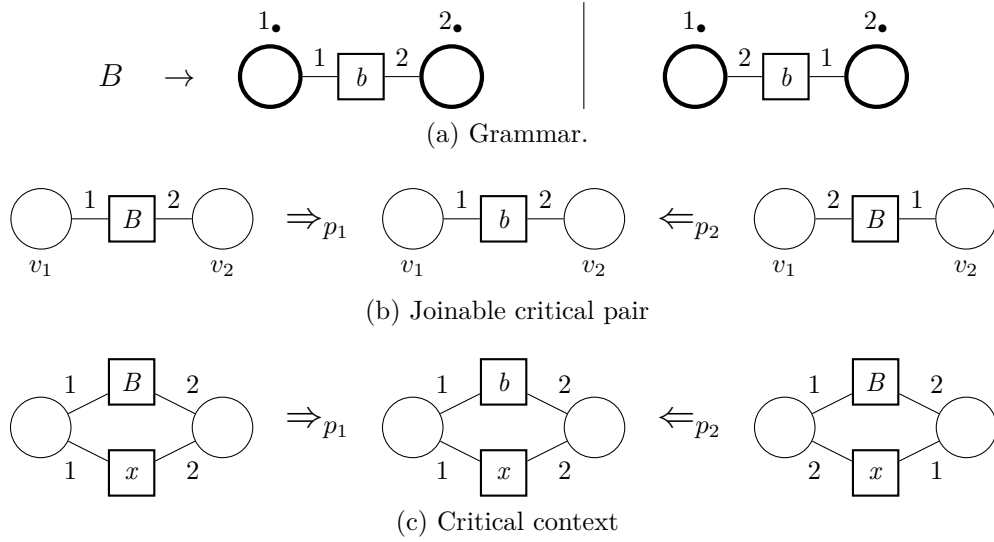 1• 2• 1• 2•
B → 1 b 2 2 b 1
(a) Grammar.
1 B 2 ⇒p1 1 b 2 ⇐p2 2 B 1
v1 v2 v1 v2 v1 v2
(b) Joinable critical pair
1 B 2 1 b 2 1 B 2
⇒p1 ⇐p2
1 x 2 1 x 2 2 x 1
(c) Critical context